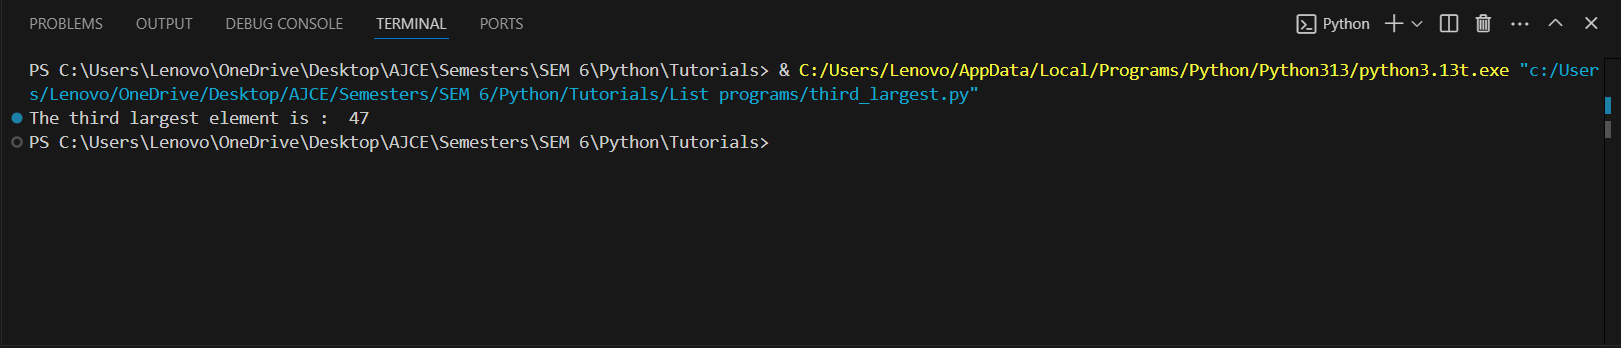 PROBLEMS OUTPUT DEBUG CONSOLE TERMINAL PORTS Python
PS C:\Users\Lenovo\OneDrive\Desktop\AJCE\Semesters\SEM 6\Python\Tutorials> & C:/Users/Lenovo/AppData/Local/Programs/Python/Python313/python3.13t.exe "c:/User
s/Lenovo/OneDrive/Desktop/AJCE/Semesters/SEM 6/Python/Tutorials/List programs/third_largest.py"
The third largest element is :  47
PS C:\Users\Lenovo\OneDrive\Desktop\AJCE\Semesters\SEM 6\Python\Tutorials>